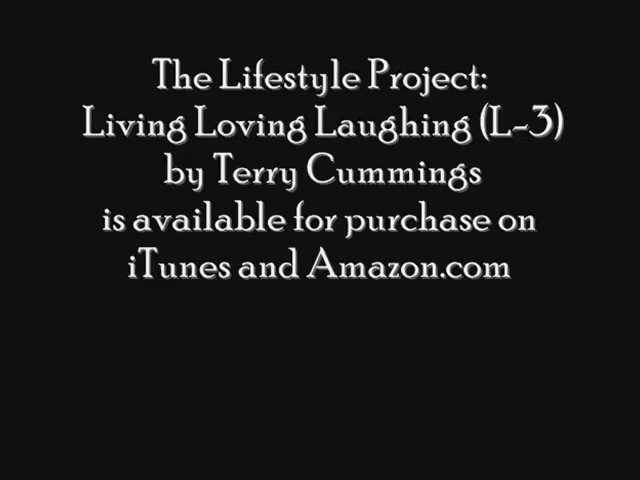 The Lifestyle Project:
Living Loving Laughing (L-3)
by Terry Cummings
is available for purchase on
iTunes and Amazon.com